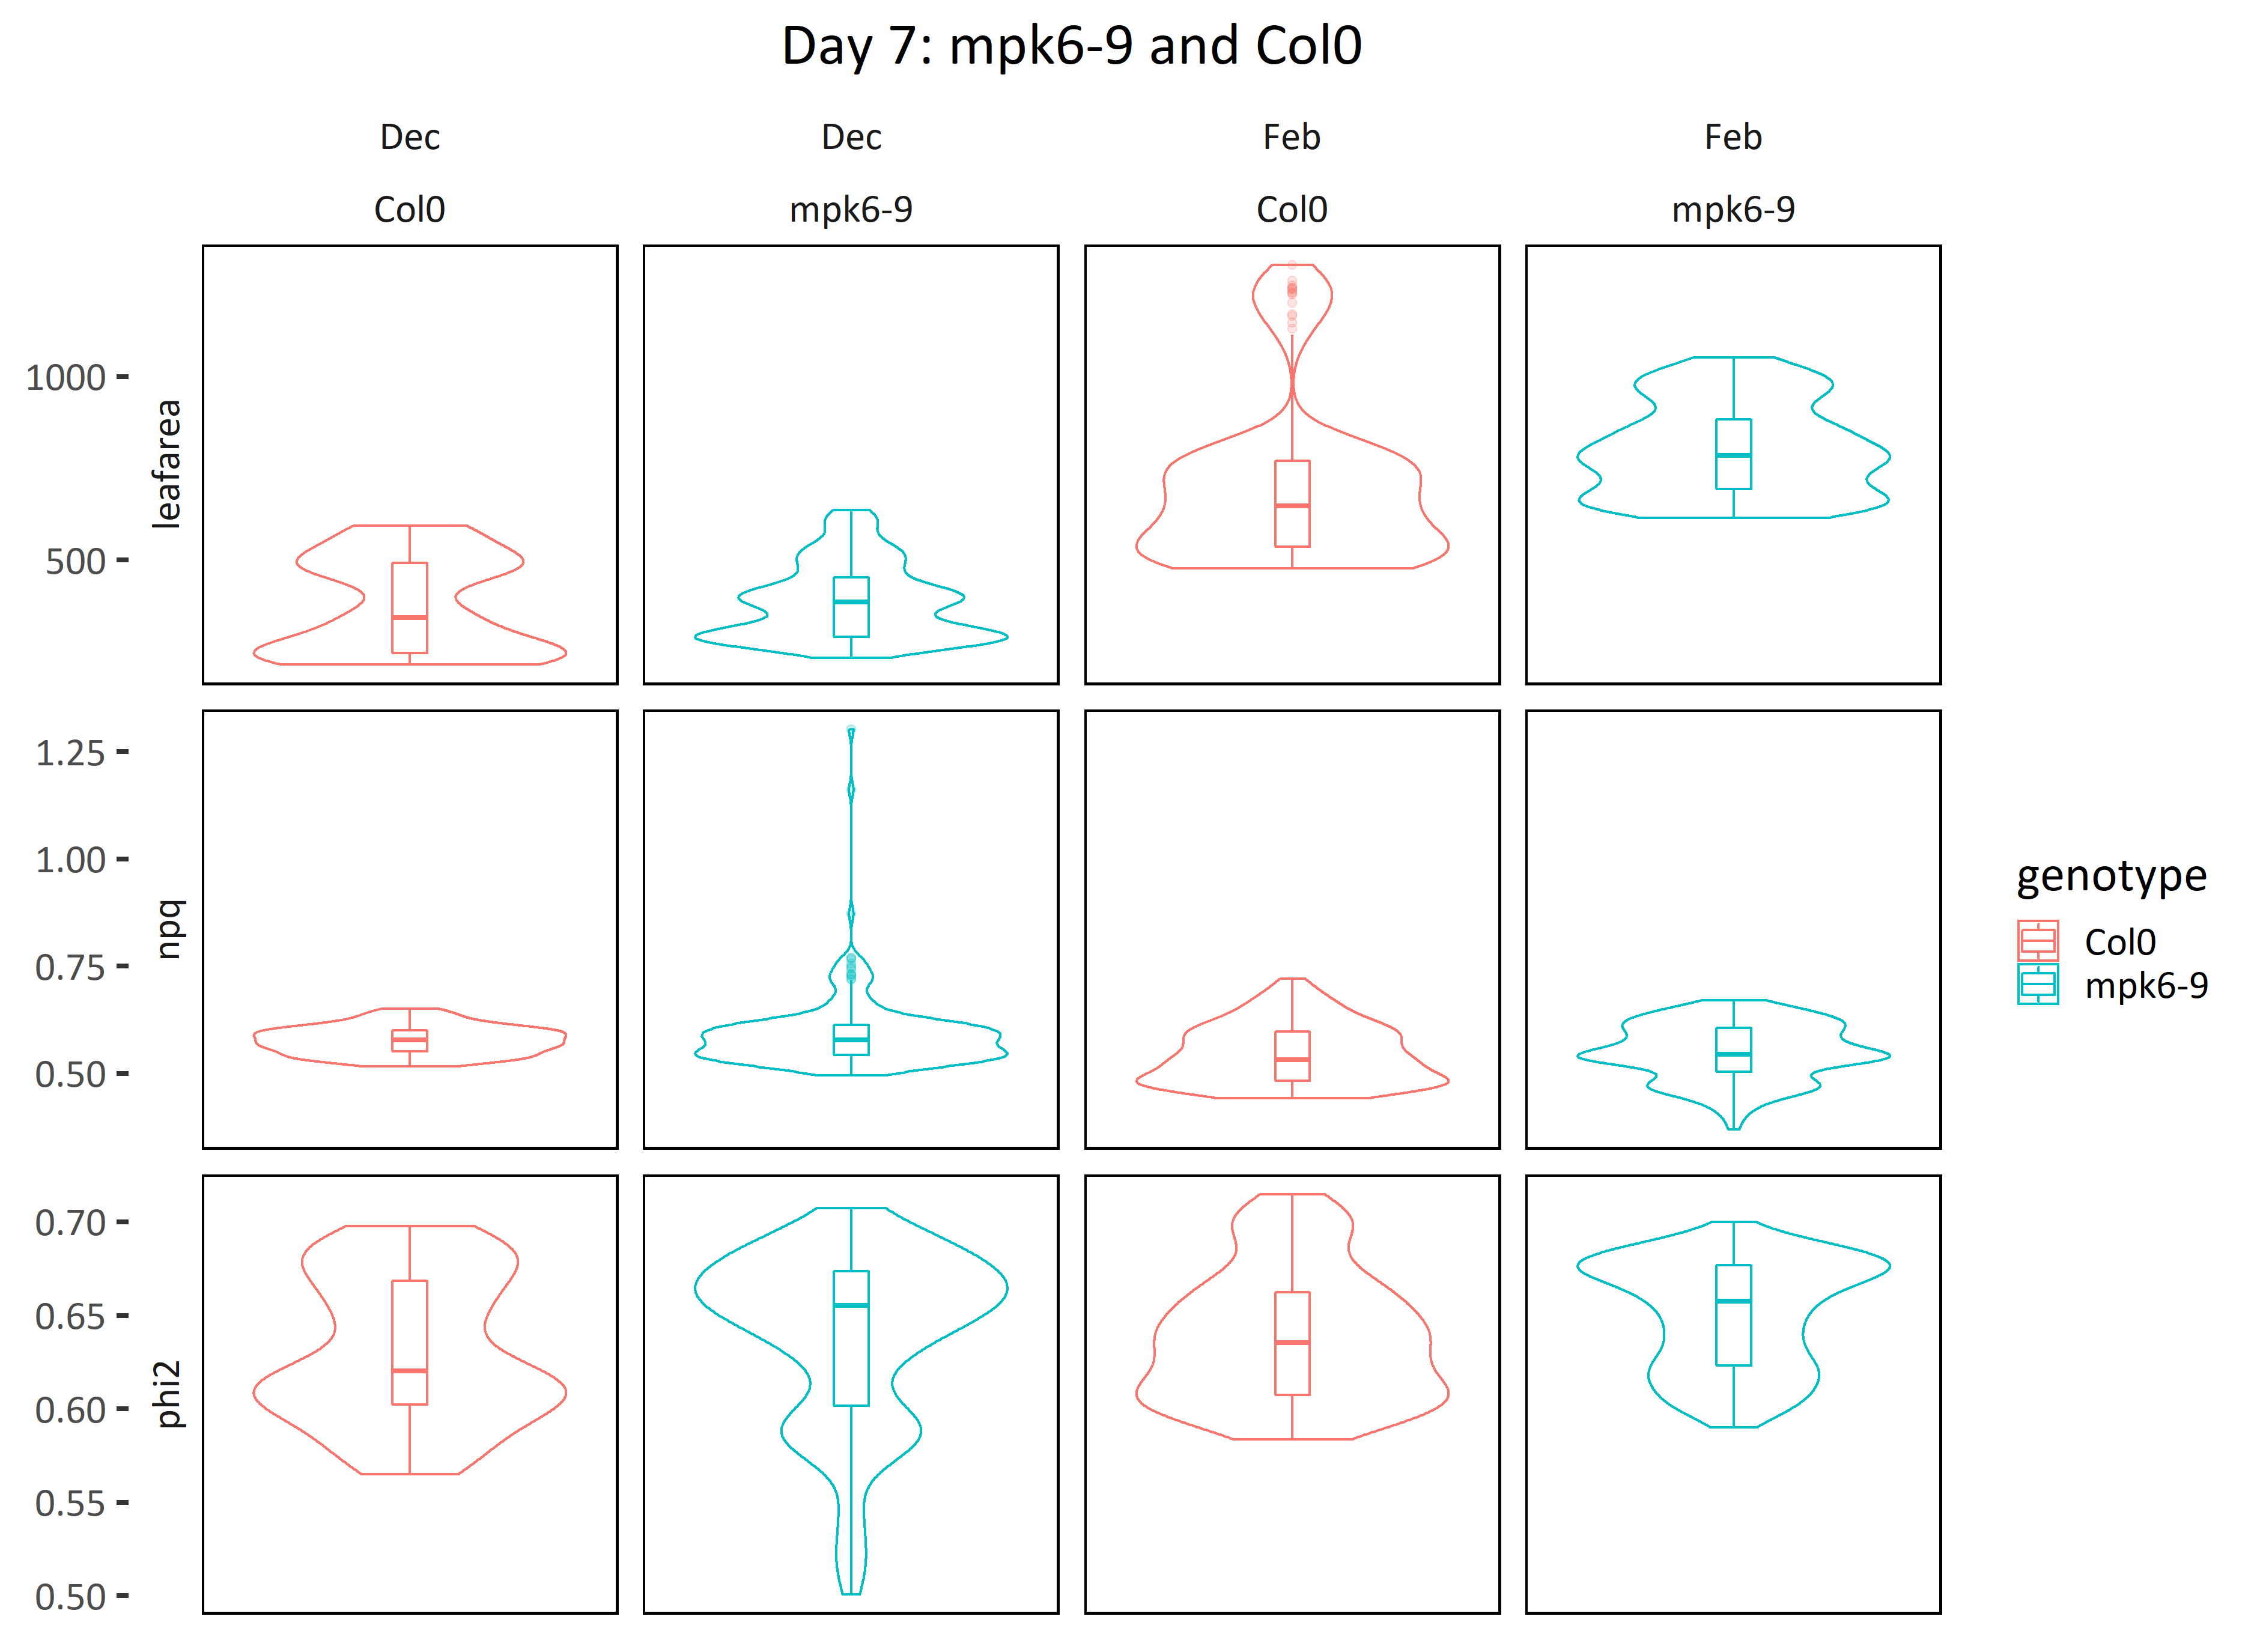 Day 7: mpk6-9 and Col0
Dec Dec Feb Feb
Col0 mpk6-9 Col0 mpk6-9
leafarea
1000
500
npq
1.25
1.00
0.75
0.50
phi2
0.70
0.65
0.60
0.55
0.50
genotype
Col0
mpk6-9